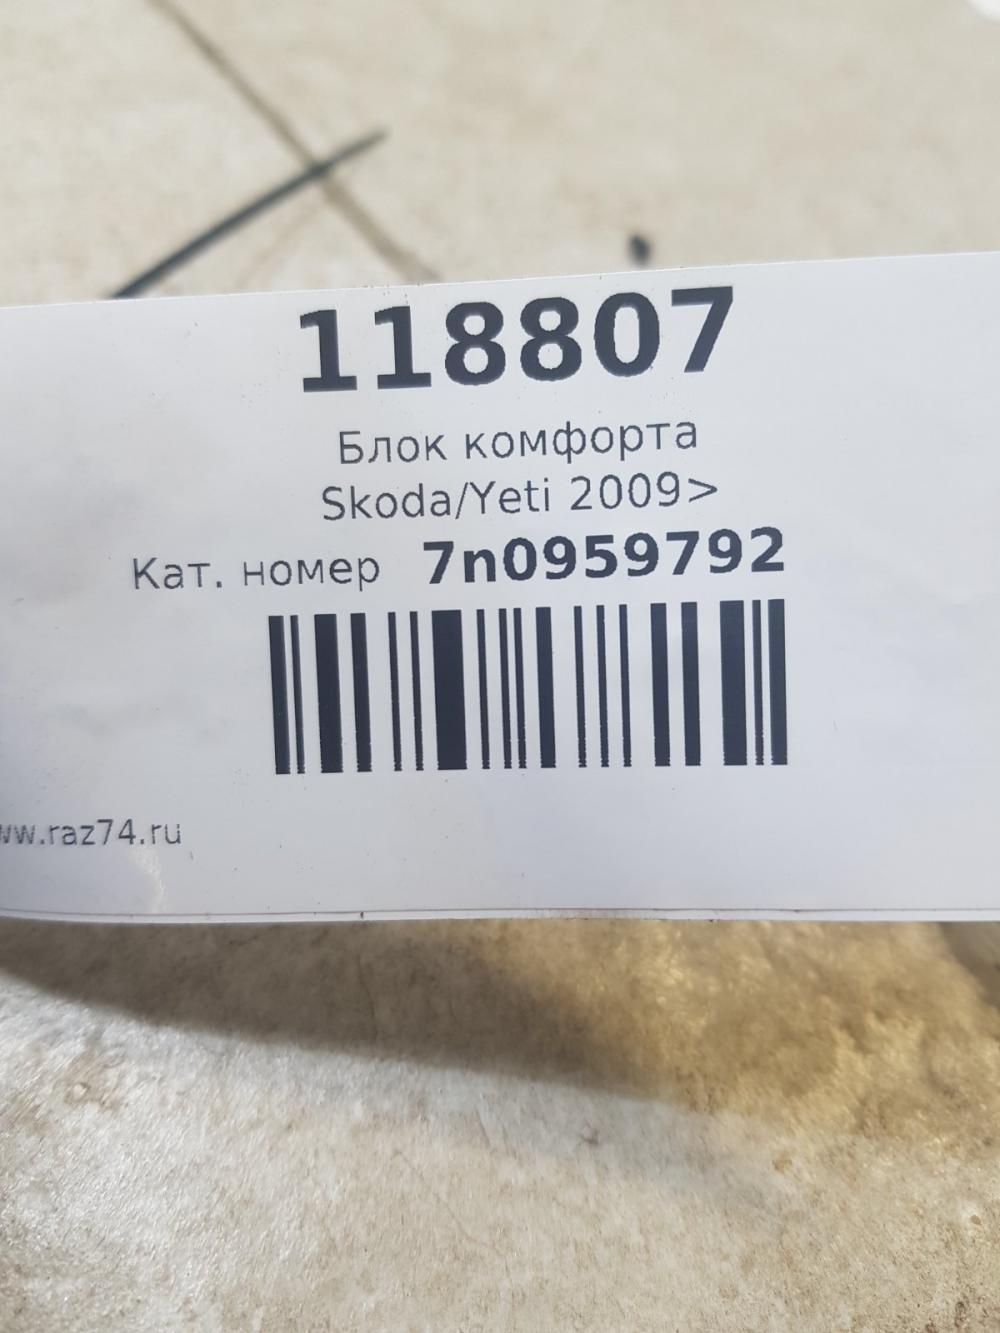 118807
Блок комфорта
Skoda/Yeti 2009>
Кат. номер 7n0959792
ww.raz74.ru